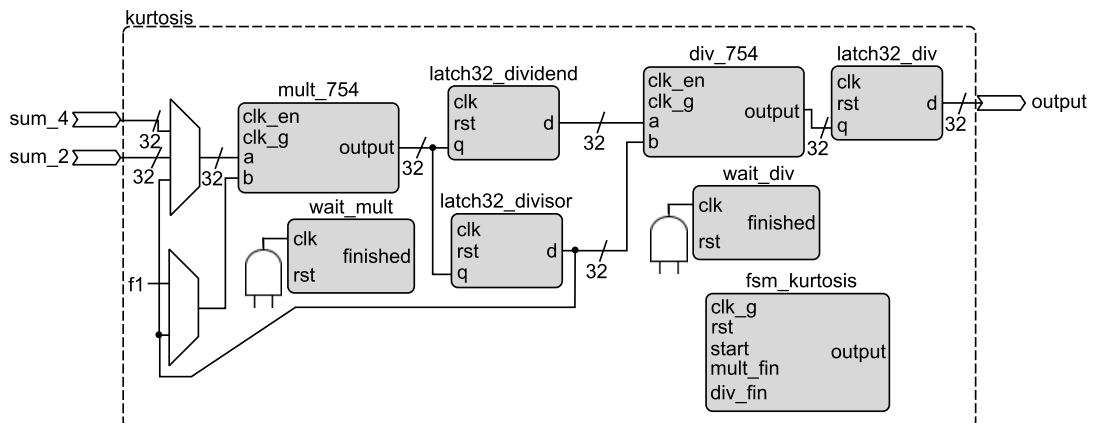 kurtosis
sum_4
32
sum_2
32
32
f1
mult_754
clk_en
clk_g
a
b
output
32
wait_mult
clk
rst
finished
latch32_dividend
clk
rst
q
d
32
latch32_divisor
clk
rst
q
d
32
div_754
clk_en
clk_g
a
b
output
32
latch32_div
clk
rst
q
d
32
output
wait_div
clk
rst
finished
fsm_kurtosis
clk_g
rst
start
mult_fin
div_fin
output